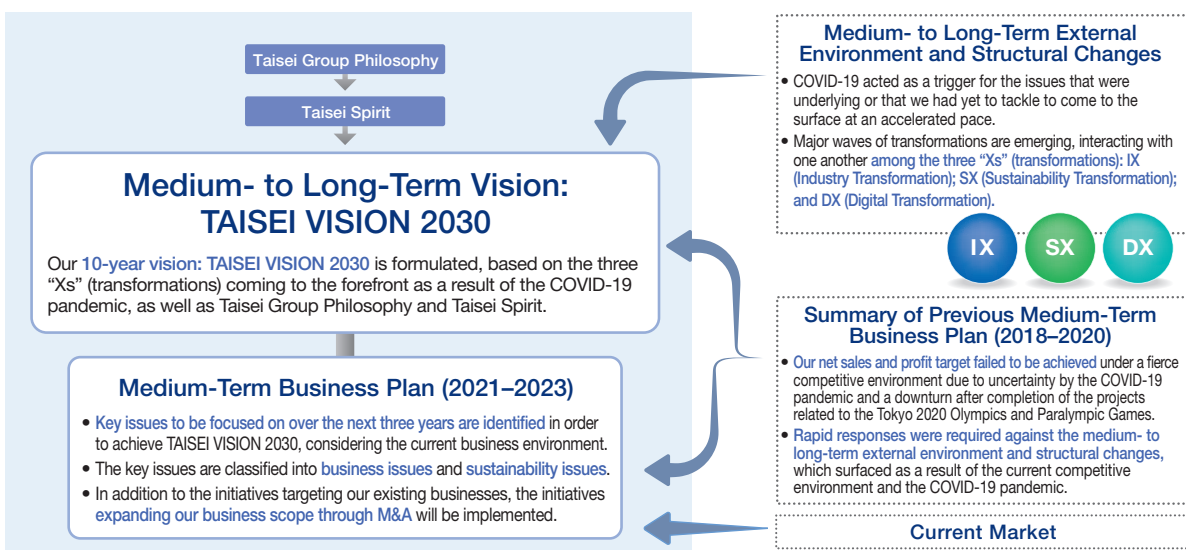 Taisei Group Philosophy
Taisei Spirit
Medium- to Long-Term Vision:
TAISEI VISION 2030
Our 10-year vision: TAISEI VISION 2030 is formulated, based on the three
“Xs” (transformations) coming to the forefront as a result of the COVID-19
pandemic, as well as Taisei Group Philosophy and Taisei Spirit.
Medium-Term Business Plan (2021–2023)
• Key issues to be focused on over the next three years are identified in order
to achieve TAISEI VISION 2030, considering the current business environment.
• The key issues are classified into business issues and sustainability issues.
• In addition to the initiatives targeting our existing businesses, the initiatives
expanding our business scope through M&A will be implemented.
Medium- to Long-Term External
Environment and Structural Changes
• COVID-19 acted as a trigger for the issues that were
underlying or that we had yet to tackle to come to the
surface at an accelerated pace.
• Major waves of transformations are emerging, interacting with
one another among the three “Xs” (transformations): IX
(Industry Transformation); SX (Sustainability Transformation);
and DX (Digital Transformation).
IX SX DX
Summary of Previous Medium-Term
Business Plan (2018–2020)
• Our net sales and profit target failed to be achieved under a fierce
competitive environment due to uncertainty by the COVID-19
pandemic and a downturn after completion of the projects
related to the Tokyo 2020 Olympics and Paralympic Games.
• Rapid responses were required against the medium- to
long-term external environment and structural changes,
which surfaced as a result of the current competitive
environment and the COVID-19 pandemic.
Current Market